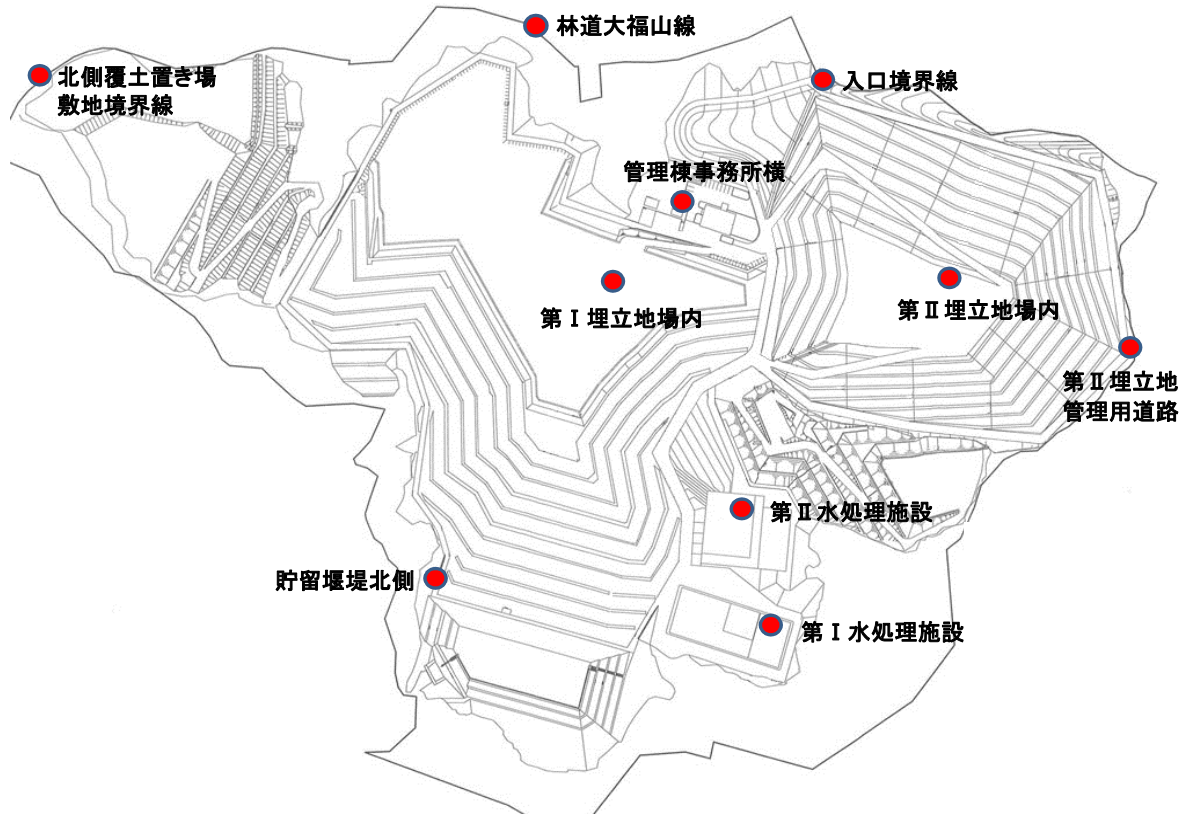 林道大福山線
北側覆土置き場
敷地境界線
入口境界線
管理棟事務所横
第Ⅰ埋立地場内
第Ⅱ埋立地場内
第Ⅱ埋立地
管理用道路
第Ⅱ水処理施設
貯留堰堤北側
第Ⅰ水処理施設